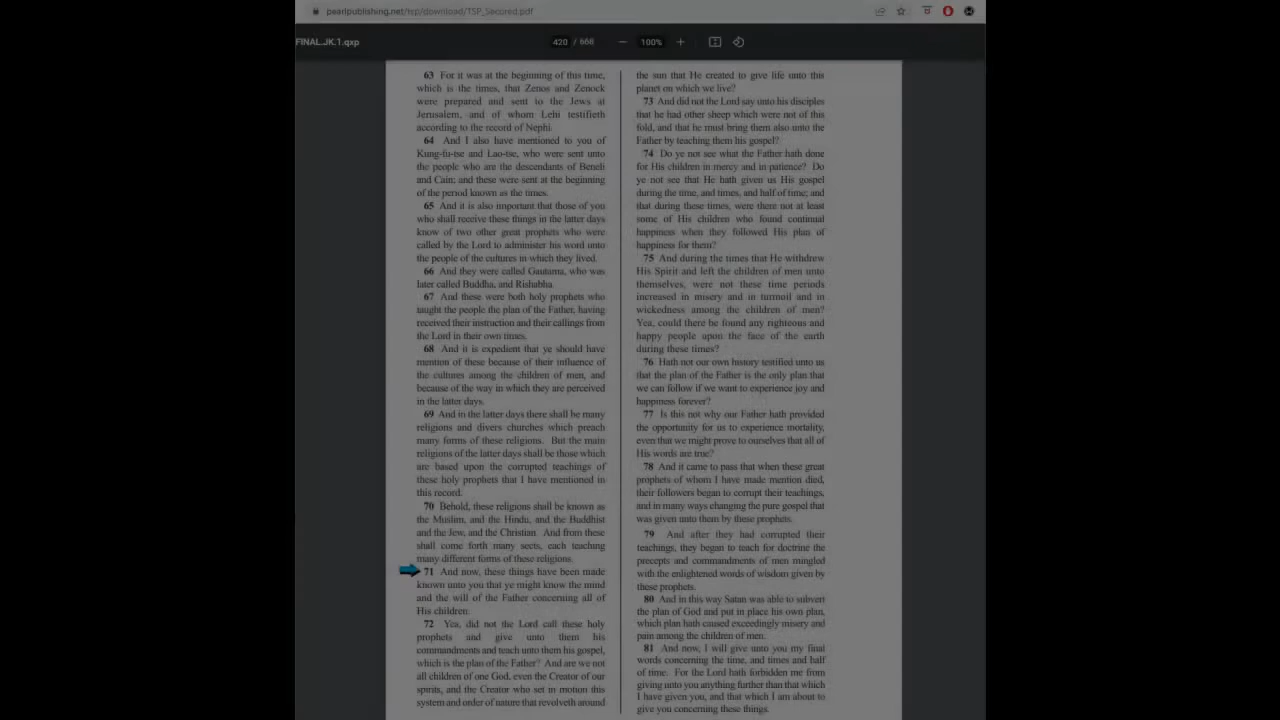 pearlpublishing.net/tsp/download/TSP_Secured.pdf
FINAL.JK.1.qxp
420 / 668
100%
63 For it was at the beginning of this time,
which is the times, that Zenos and Zenock
were prepared and sent to the Jews at
Jerusalem, and of whom Lehi testifieth
according to the record of Nephi.
64 And I also have mentioned to you of
Kung-fu-tse and Lao-tse, who were sent unto
the people who are the descendants of Beneli
and Cain; and these were sent at the beginning
of the period known as the times.
65 And it is also important that those of you
who shall receive these things in the latter days
know of two other great prophets who were
called by the Lord to administer his word unto
the people of the cultures in which they lived.
66 And they were called Gautama, who was
later called Buddha, and Rishabha.
67 And these were both holy prophets who
taught the people the plan of the Father, having
received their instruction and their callings from
the Lord in their own times.
68 And it is expedient that ye should have
mention of these because of their influence of
the cultures among the children of men, and
because of the way in which they are perceived
in the latter days.
69 And in the latter days there shall be many
religions and divers churches which preach
many forms of these religions. But the main
religions of the latter days shall be those which
are based upon the corrupted teachings of
these holy prophets that I have mentioned in
this record.
70 Behold, these religions shall be known as
the Muslim, and the Hindu, and the Buddhist
and the Jew, and the Christian. And from these
shall come forth many sects, each teaching
many different forms of these religions.
71 And now, these things have been made
known unto you that ye might know the mind
and the will of the Father concerning all of
His children.
72 Yea, did not the Lord call these holy
prophets and give unto them his
commandments and teach unto them his gospel,
which is the plan of the Father? And are we not
all children of one God, even the Creator of our
spirits, and the Creator who set in motion this
system and order of nature that revolveth around
the sun that He created to give life unto this
planet on which we live?
73 And did not the Lord say unto his disciples
that he had other sheep which were not of this
fold, and that he must bring them also unto the
Father by teaching them his gospel?
74 Do ye not see what the Father hath done
for His children in mercy and in patience? Do
ye not see that He hath given us His gospel
during the time, and times, and half of time; and
that during these times, were there not at least
some of His children who found continual
happiness when they followed His plan of
happiness for them?
75 And during the times that He withdrew
His Spirit and left the children of men unto
themselves, were not these time periods
increased in misery and in turmoil and in
wickedness among the children of men?
Yea, could there be found any righteous and
happy people upon the face of the earth
during these times?
76 Hath not our own history testified unto us
that the plan of the Father is the only plan that
we can follow if we want to experience joy and
happiness forever?
77 Is this not why our Father hath provided
the opportunity for us to experience mortality,
even that we might prove to ourselves that all of
His words are true?
78 And it came to pass that when these great
prophets of whom I have made mention died,
their followers began to corrupt their teachings,
and in many ways changing the pure gospel that
was given unto them by these prophets.
79 And after they had corrupted their
teachings, they began to teach for doctrine the
precepts and commandments of men mingled
with the enlightened words of wisdom given by
these prophets.
80 And in this way Satan was able to subvert
the plan of God and put in place his own plan,
which plan hath caused exceedingly misery and
pain among the children of men.
81 And now, I will give unto you my final
words concerning the time, and times and half
of time. For the Lord hath forbidden me from
giving unto you anything further than that which
I have given you, and that which I am about to
give you concerning these things.